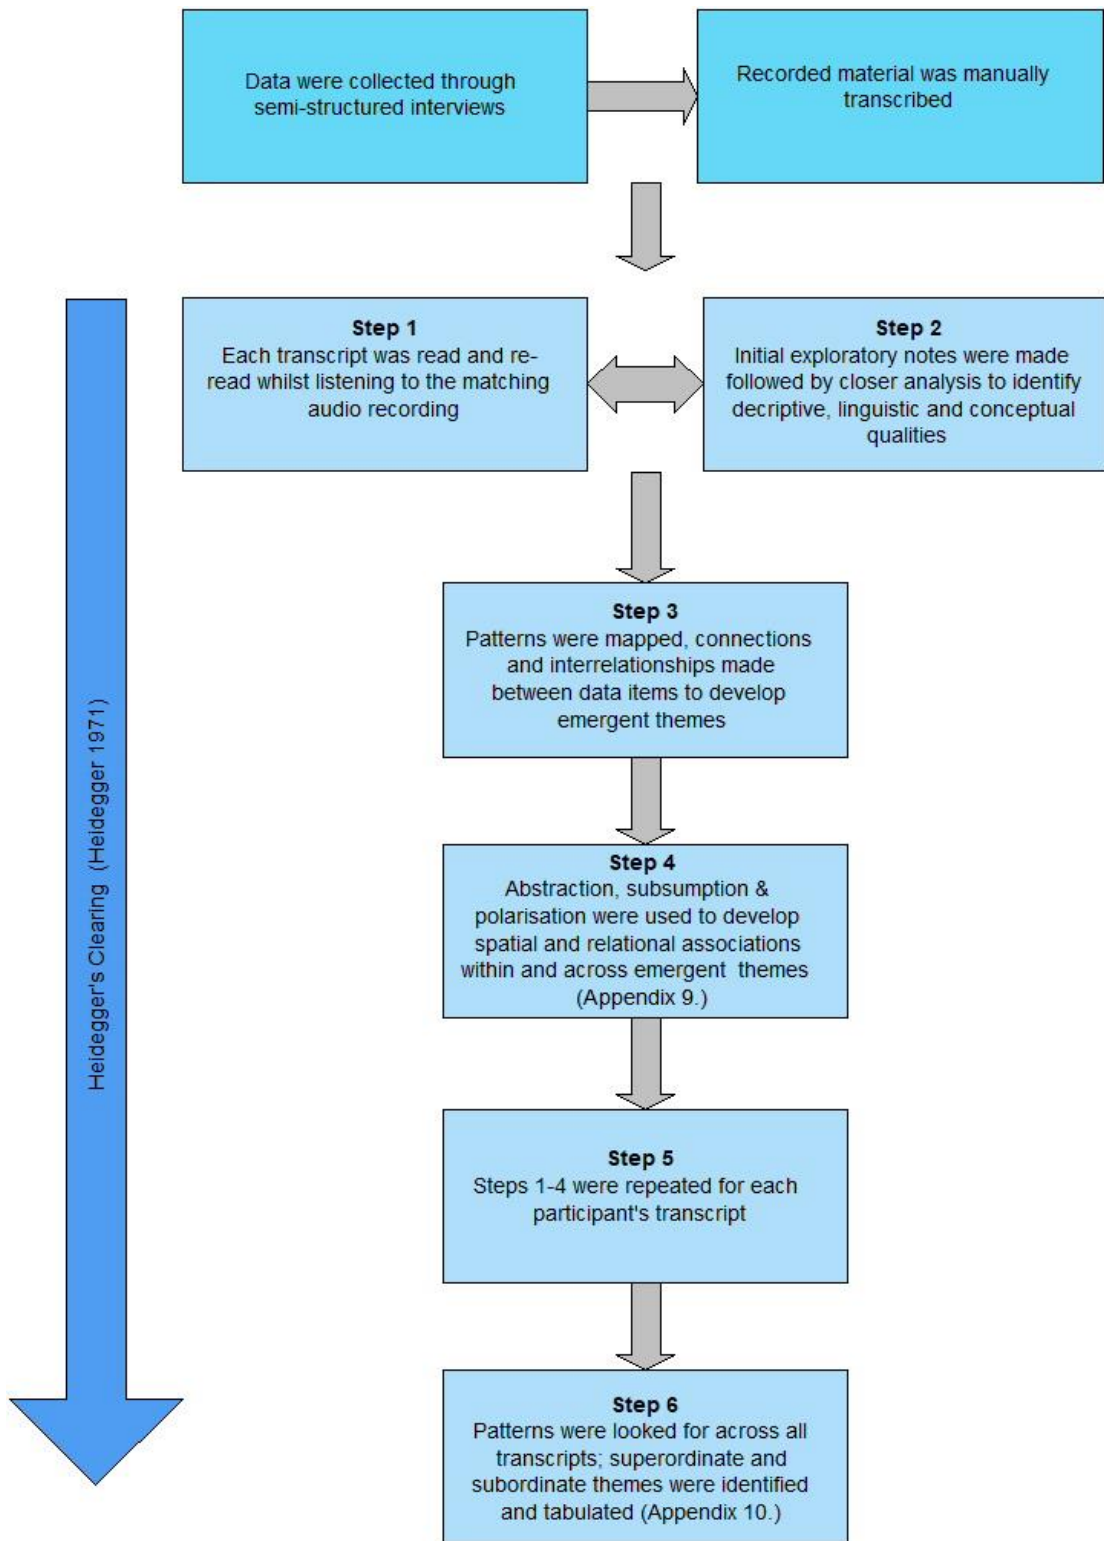 Data were collected through
semi-structured interviews
Recorded material was manually
transcribed
Step 1
Each transcript was read and re-
read whilst listening to the matching
audio recording
Step 2
Initial exploratory notes were made
followed by closer analysis to identify
decriptive, linguistic and conceptual
qualities
Heidegger's Clearing (Heidegger 1971)
Step 3
Patterns were mapped, connections
and interrelationships made
between data items to develop
emergent themes
Step 4
Abstraction, subsumption &
polarisation were used to develop
spatial and relational associations
within and across emergent themes
(Appendix 9.)
Step 5
Steps 1-4 were repeated for each
participant's transcript
Step 6
Patterns were looked for across all
transcripts; superordinate and
subordinate themes were identified
and tabulated (Appendix 10.)